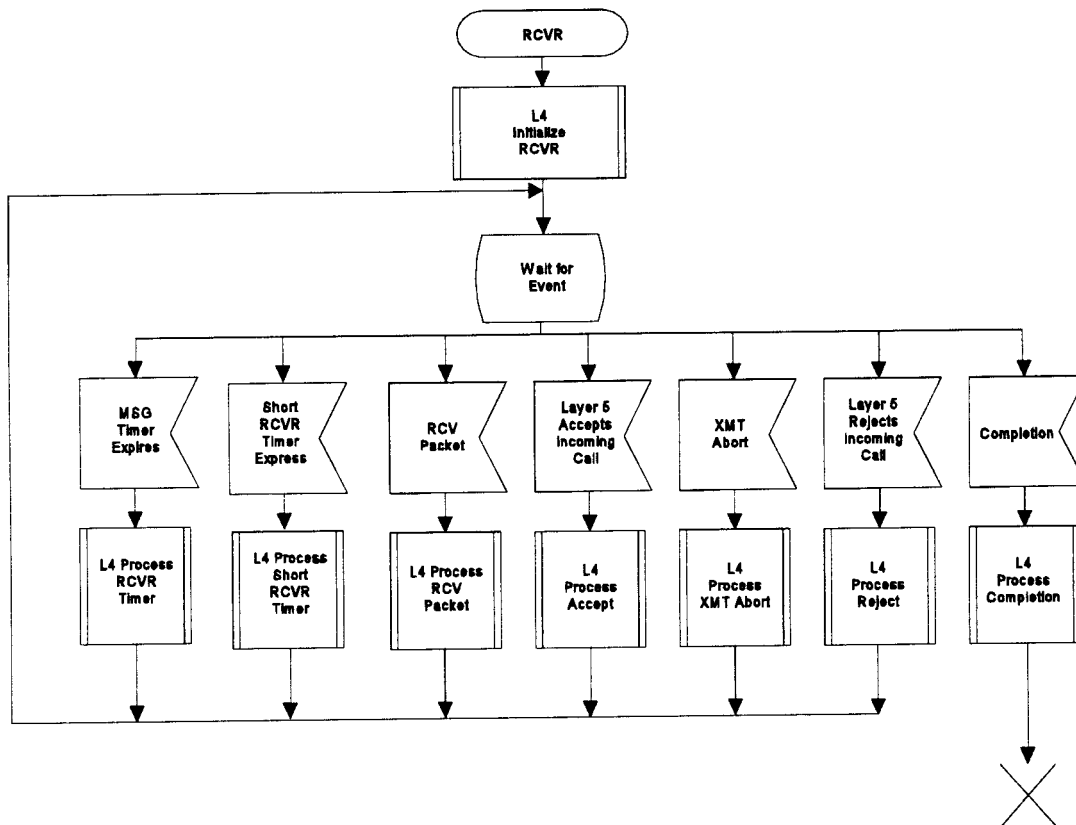 RCVR
L4
Initialize
RCVR
Wait for
Event
MSG
Timer
Expires
Short
RCVR
Timer
Express
RCV
Packet
Layer 5
Accepts
Incoming
Call
XMT
Abort
Layer 5
Rejects
Incoming
Call
Completion
L4 Process
RCVR
Timer
L4 Process
Short
RCVR
Timer
L4 Process
RCV
Packet
L4
Process
Accept
L4
Process
XMT Abort
L4
Process
Reject
L4
Process
Completion